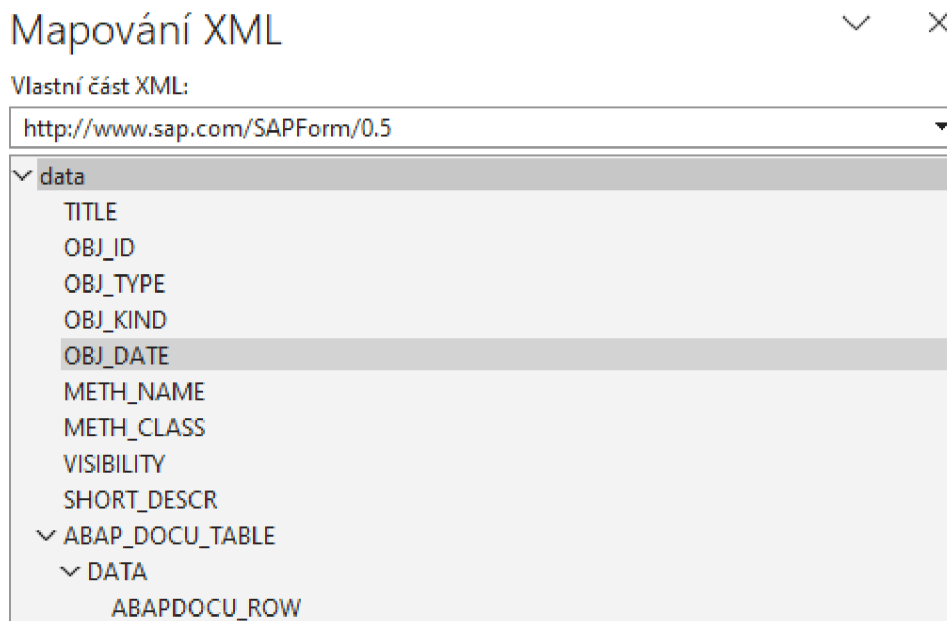 Mapování XML
Vlastní část XML:
http://www.sap.com/SAPForm/0.5
data
TITLE
OBJ_ID
OBJ_TYPE
OBJ_KIND
OBJ_DATE
METH_NAME
METH_CLASS
VISIBILITY
SHORT_DESCR
ABAP_DOCU_TABLE
DATA
ABAPDOCU_ROW